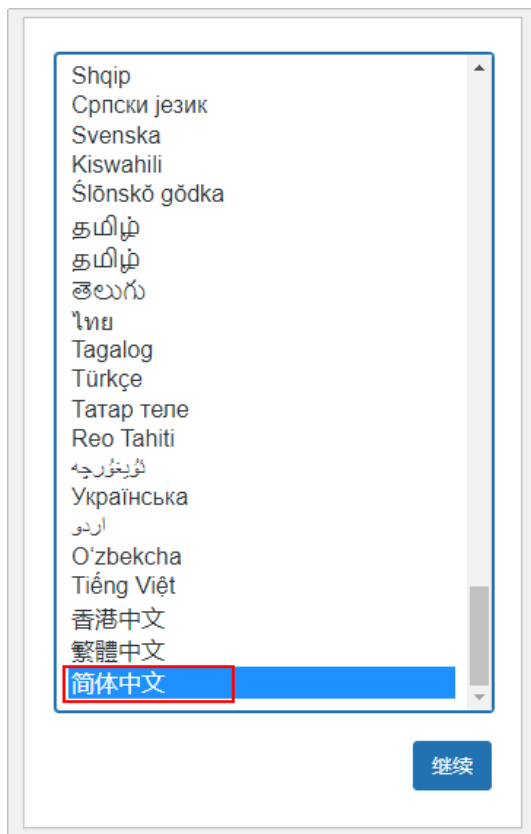 Shqip
Српски језик
Svenska
Kiswahili
Ślōnskŏ gŏdka
தமிழ்
தமிழ்
తెలుగు
ไทย
Tagalog
Türkçe
Татар теле
Reo Tahiti
ئۇيغۇرچە
Українська
اردو
O‘zbekcha
Tiếng Việt
香港中文
繁體中文
简体中文
继续